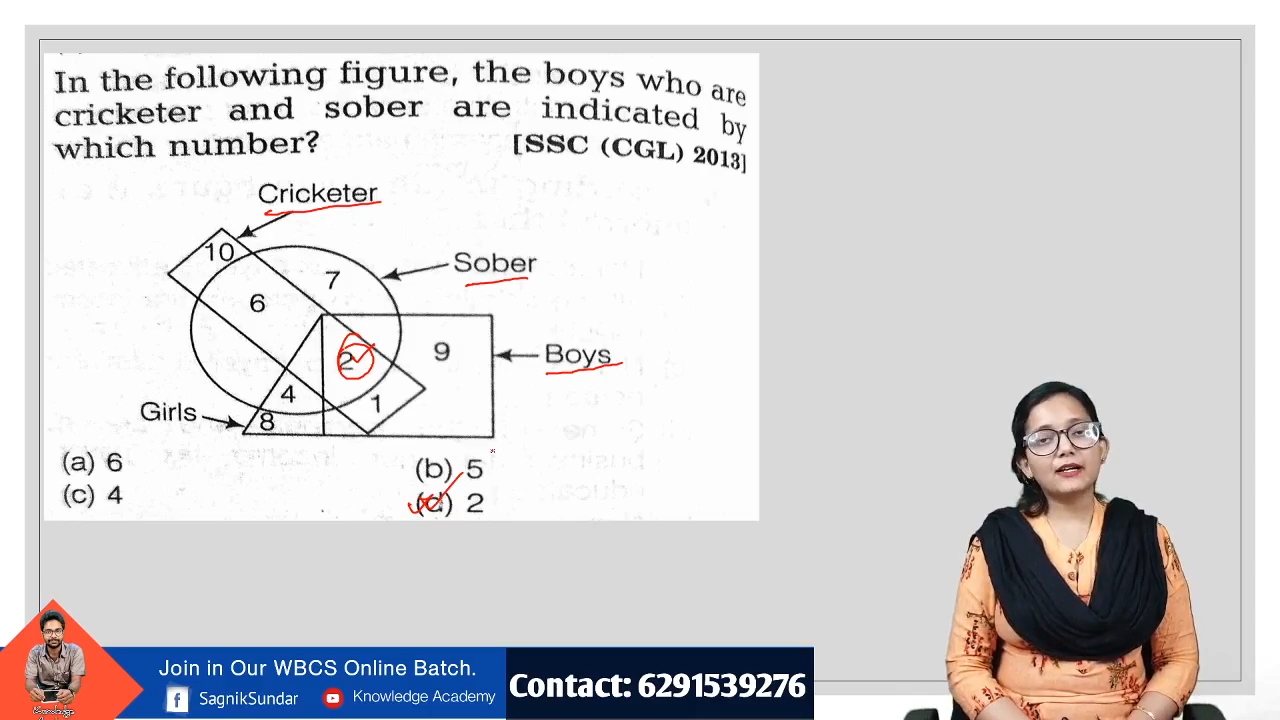 In the following figure, the boys who are
cricketer and sober are indicated by
which number?
[SSC (CGL) 2013]
Cricketer
10
7
Sober
6
2
9
Boys
4
1
Girls
8
(a) 6
(b) 5
(c) 4
(d) 2
Join in Our WBCS Online Batch.
SagnikSundar
Knowledge Academy
Contact: 6291539276